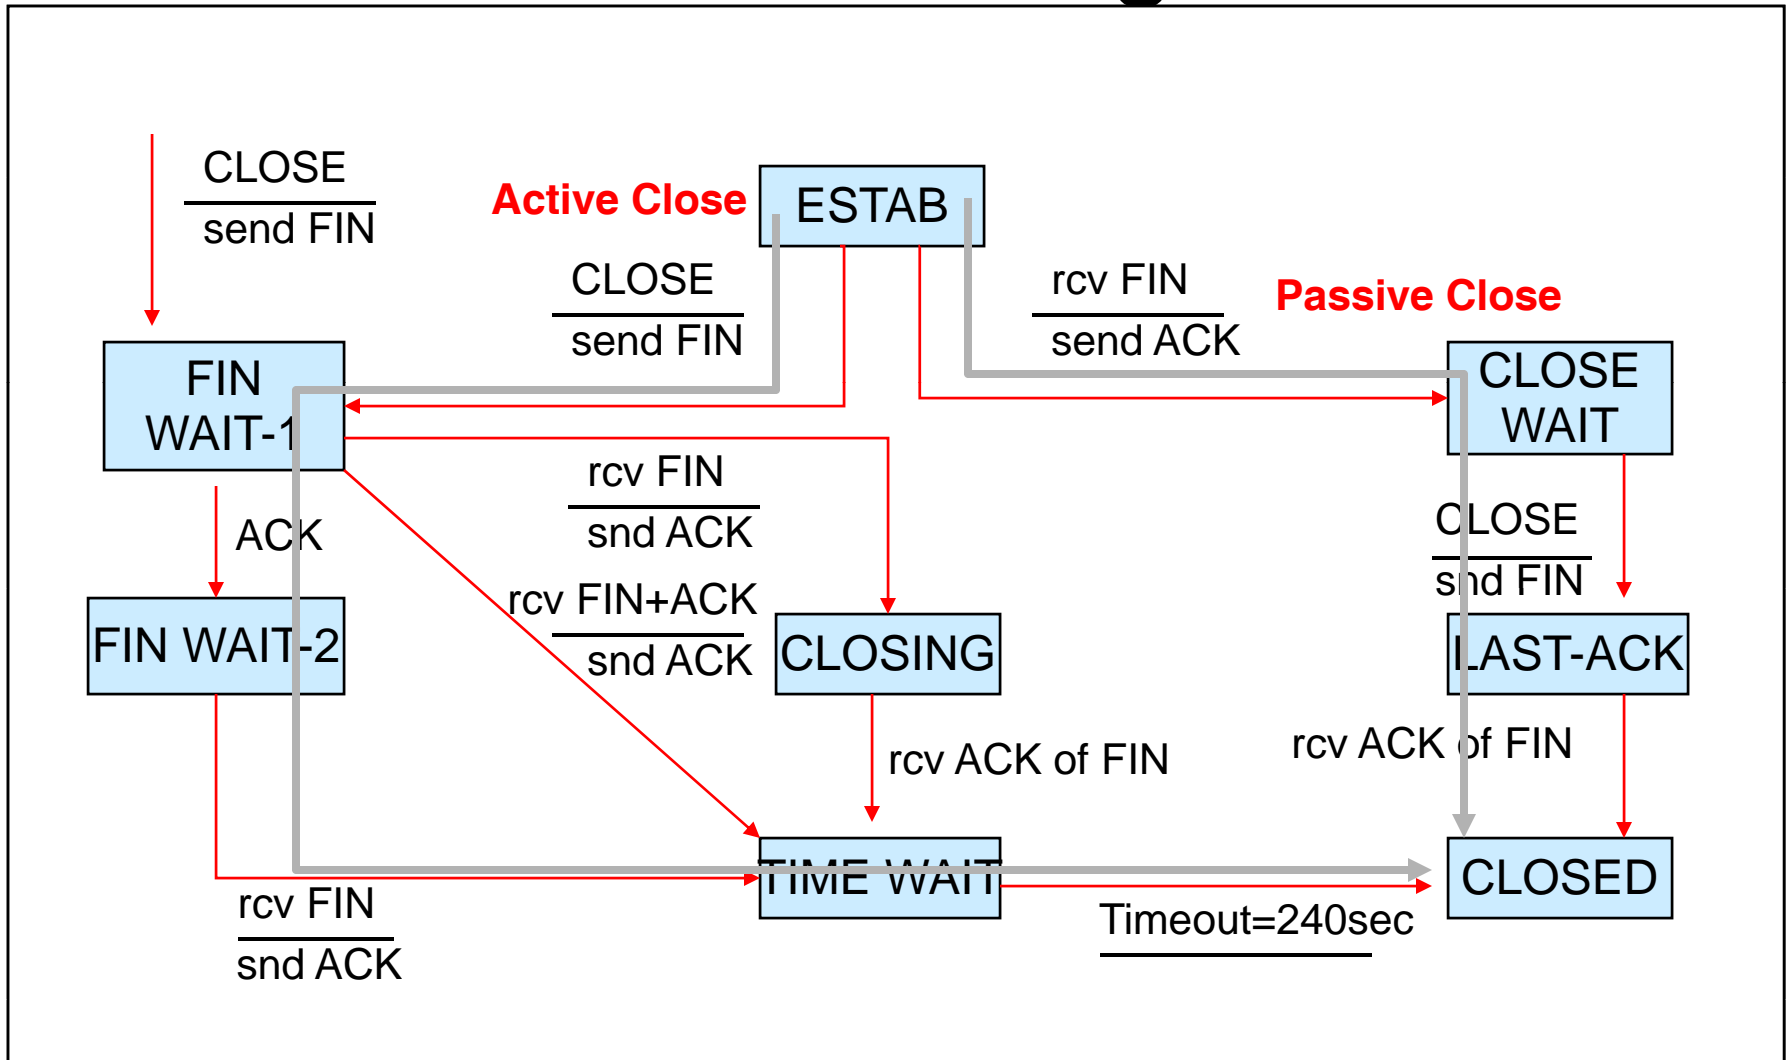 CLOSE
send FIN
Active Close
ESTAB
CLOSE
send FIN
rcv FIN
send ACK
Passive Close
FIN
WAIT-1
CLOSE
WAIT
rcv FIN
snd ACK
ACK
CLOSE
snd FIN
rcv FIN+ACK
snd ACK
FIN WAIT-2
CLOSING
LAST-ACK
rcv ACK of FIN
rcv ACK of FIN
TIME WAIT
CLOSED
rcv FIN
snd ACK
Timeout=240sec